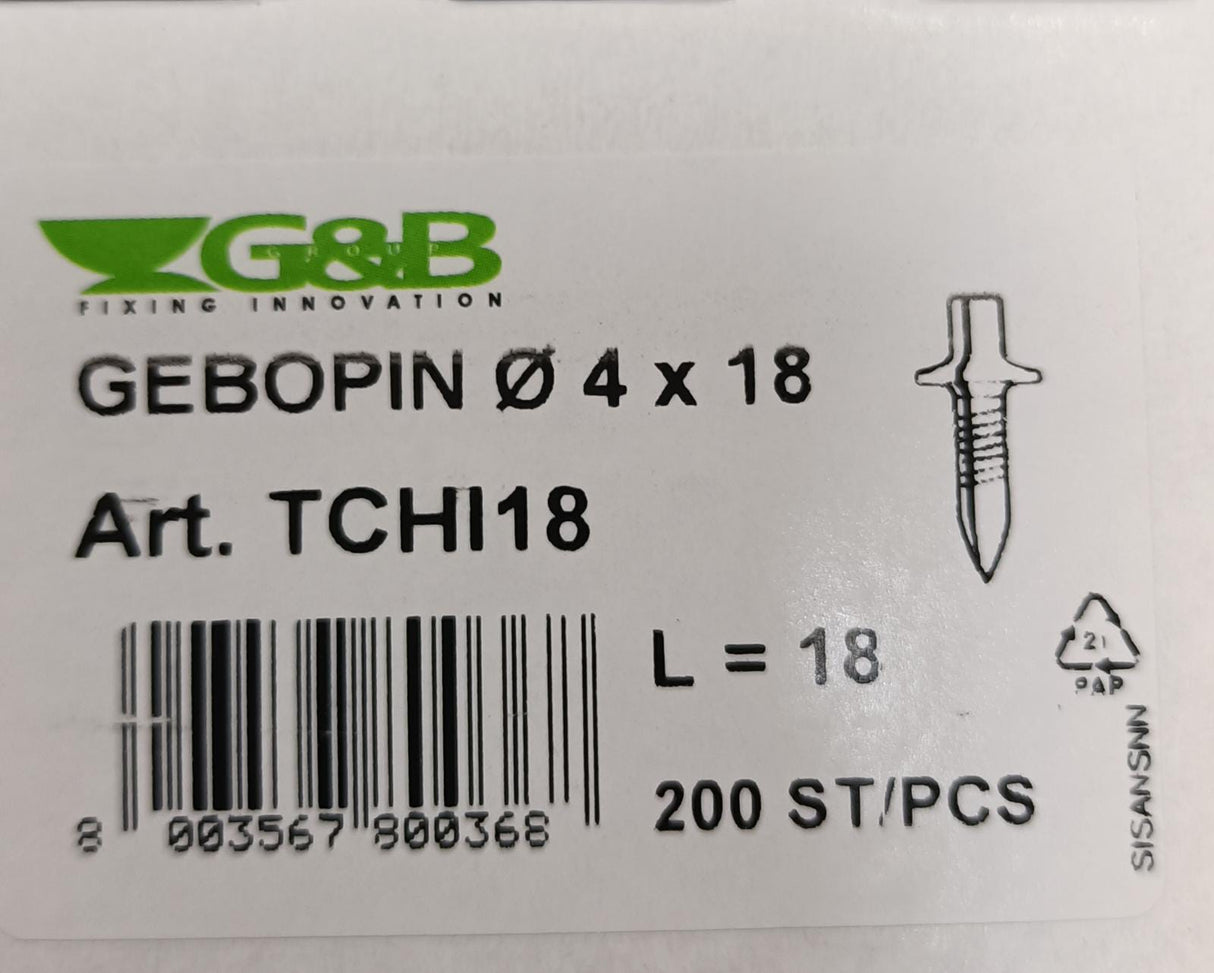 G&B
GROUP
FIXING INNOVATION
GEBOPIN Ø 4 x 18
Art. TCHI18
L = 18
21
PAP
200 ST/PCS
8 003567 800368
SISANSNN